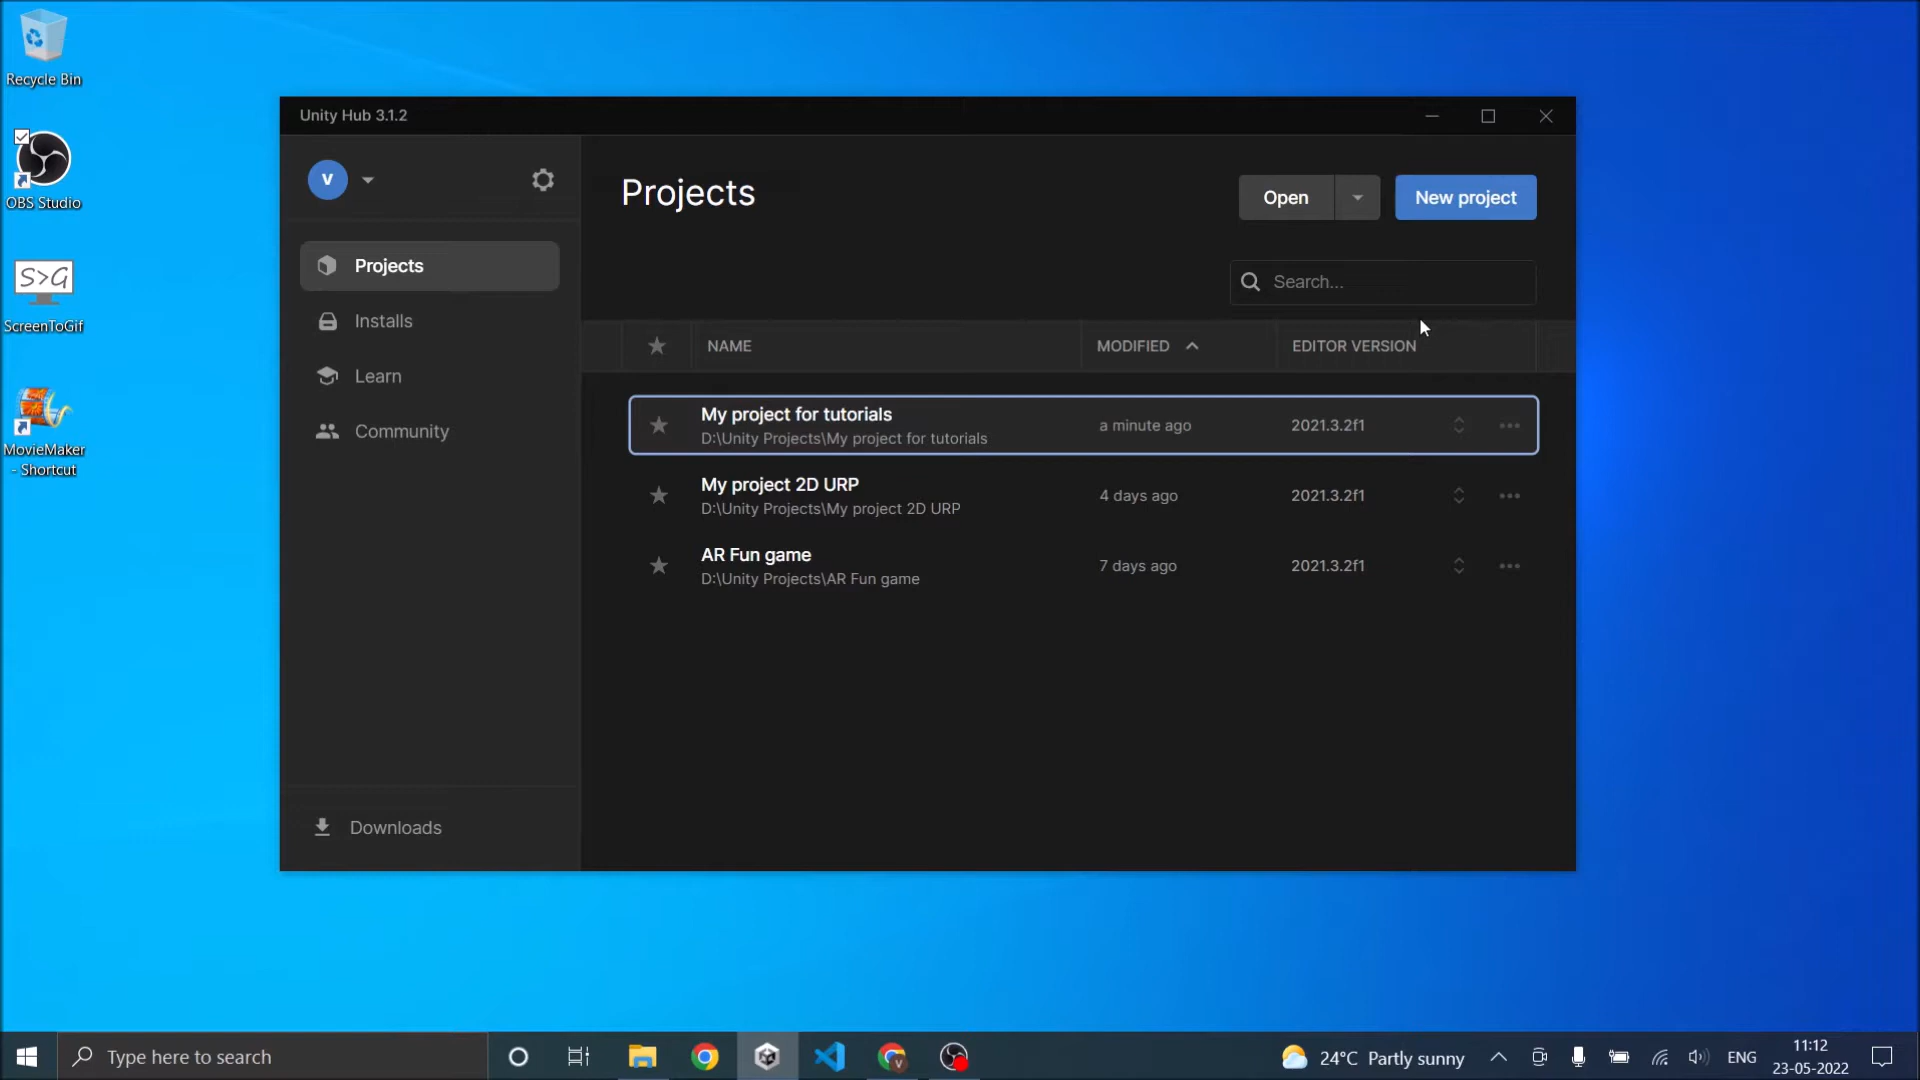 Recycle Bin
OBS Studio
S>G
ScreenToGif
MovieMaker
- Shortcut
Unity Hub 3.1.2
V
Projects
Installs
Learn
Community
Downloads
Projects
Open
New project
Search...
NAME MODIFIED EDITOR VERSION
My project for tutorials
D:\Unity Projects\My project for tutorials
a minute ago 2021.3.2f1
My project 2D URP
D:\Unity Projects\My project 2D URP
4 days ago 2021.3.2f1
AR Fun game
D:\Unity Projects\AR Fun game
7 days ago 2021.3.2f1
Type here to search
V
24°C Partly sunny
ENG
11:12
23-05-2022